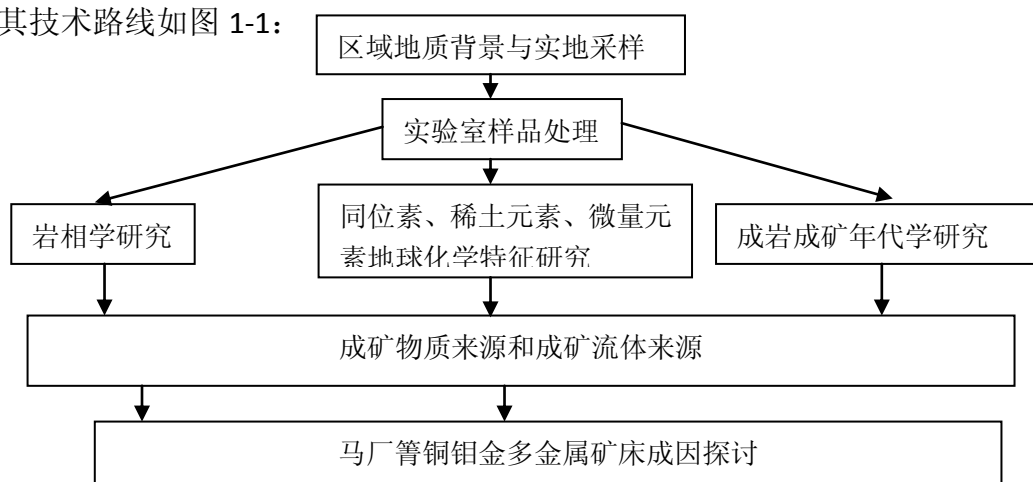 其技术路线如图 1-1：
区域地质背景与实地采样
实验室样品处理
岩相学研究
同位素、稀土元素、微量元
素地球化学特征研究
成岩成矿年代学研究
成矿物质来源和成矿流体来源
马厂箐铜钼金多金属矿床成因探讨